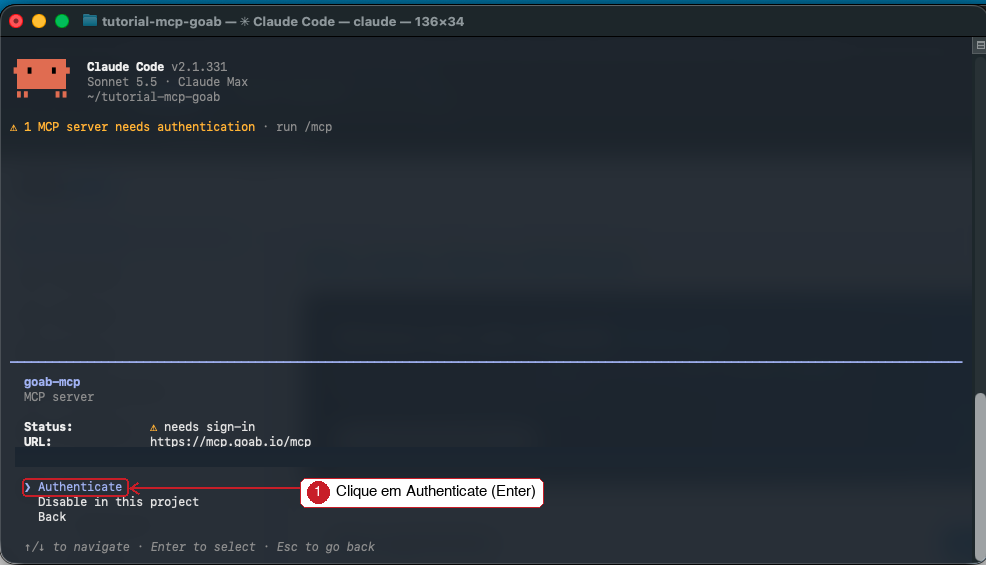 tutorial-mcp-goab — ✳ Claude Code — claude — 136×34
Claude Code v2.1.331
Sonnet 5.5 · Claude Max
~/tutorial-mcp-goab
⚠ 1 MCP server needs authentication · run /mcp
goab-mcp
MCP server
Status: ⚠ needs sign-in
URL: https://mcp.goab.io/mcp
❯ Authenticate
1 Clique em Authenticate (Enter)
Disable in this project
Back
↑/↓ to navigate · Enter to select · Esc to go back